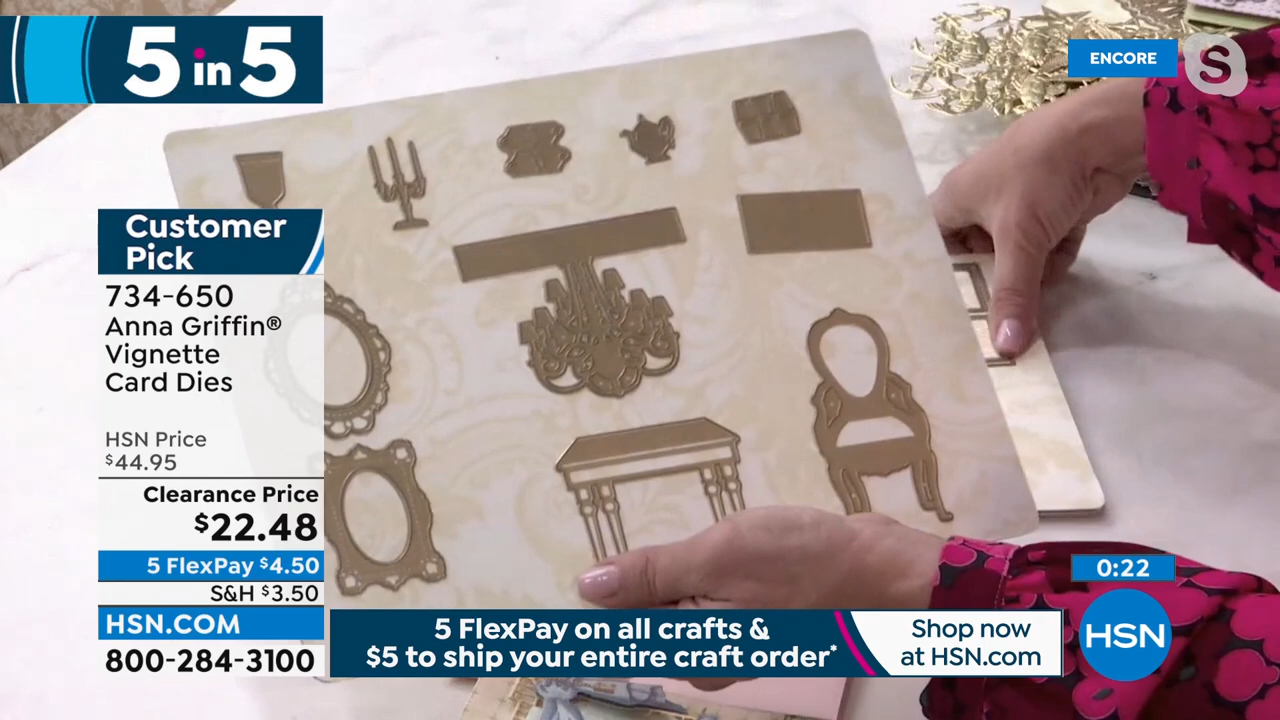 5 in 5
ENCORE
S
Customer
Pick
734-650
Anna Griffin®
Vignette
Card Dies
HSN Price
$44.95
Clearance Price
$22.48
5 FlexPay $4.50
S&H $3.50
HSN.COM
800-284-3100
5 FlexPay on all crafts &
$5 to ship your entire craft order*
Shop now
at HSN.com
0:22
HSN